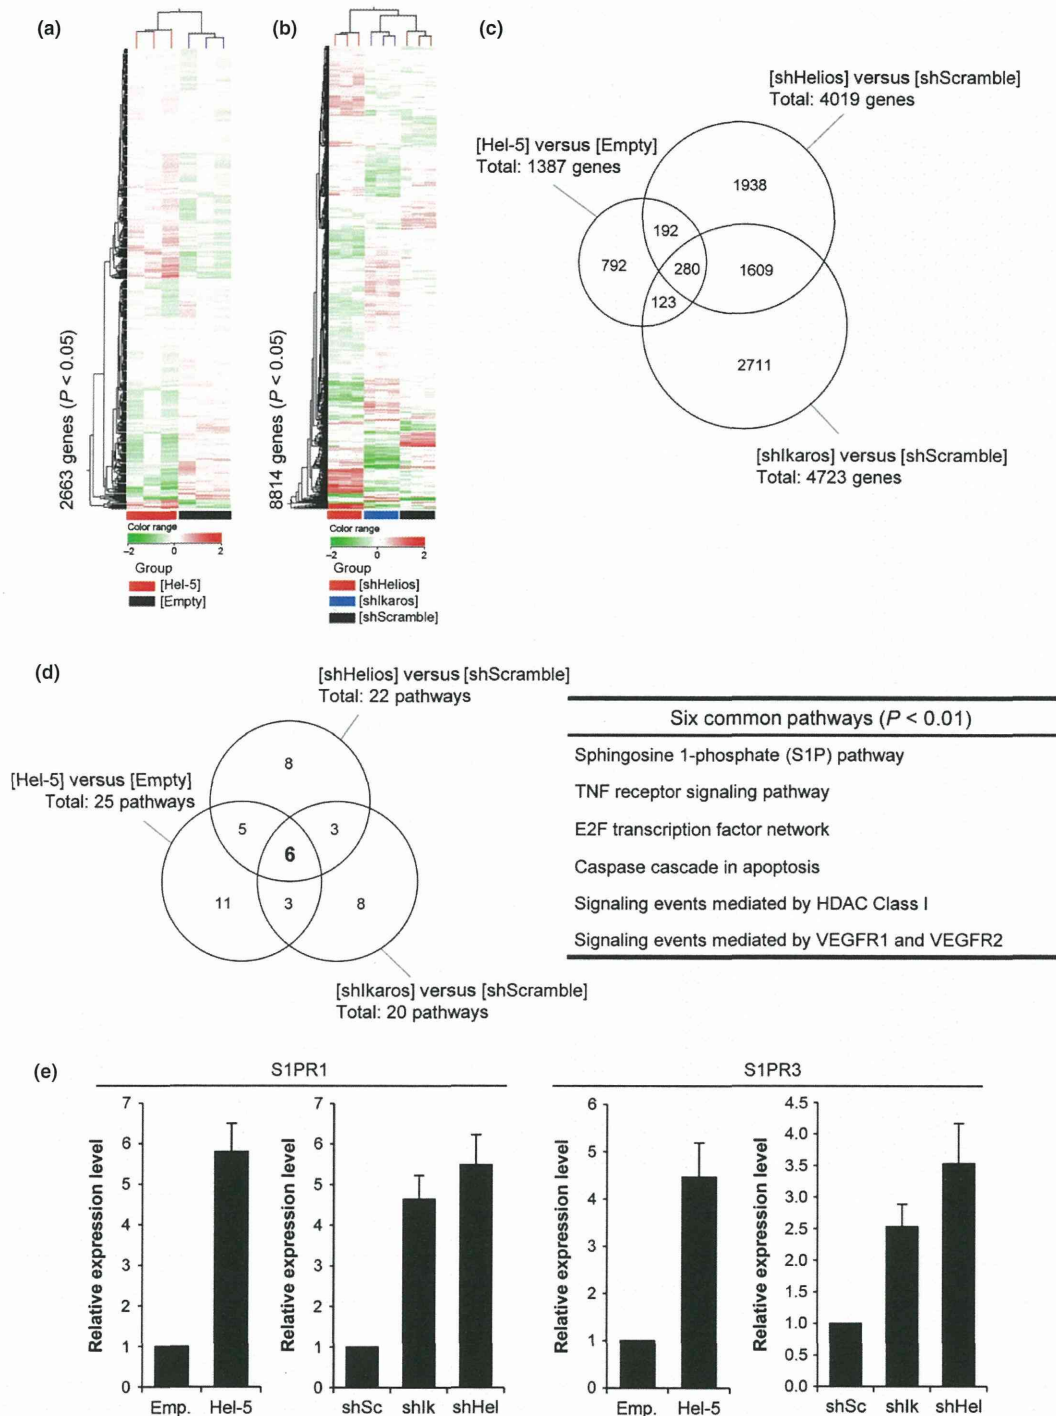 (a)
2663 genes (P < 0.05)
Color range
−2 0 2
Group
[Hel-5]
[Empty]
(b)
8814 genes (P < 0.05)
Color range
−2 0 2
Group
[shHelios]
[shIkaros]
[shScramble]
(c)
[shHelios] versus [shScramble]
Total: 4019 genes
[Hel-5] versus [Empty]
Total: 1387 genes
1938
192
792
280
1609
123
2711
[shIkaros] versus [shScramble]
Total: 4723 genes
(d)
[shHelios] versus [shScramble]
Total: 22 pathways
[Hel-5] versus [Empty]
Total: 25 pathways
8
5
3
6
11
3
8
[shIkaros] versus [shScramble]
Total: 20 pathways
Six common pathways (P < 0.01)
Sphingosine 1-phosphate (S1P) pathway
TNF receptor signaling pathway
E2F transcription factor network
Caspase cascade in apoptosis
Signaling events mediated by HDAC Class I
Signaling events mediated by VEGFR1 and VEGFR2
(e)
S1PR1
Relative expression level
7
6
5
4
3
2
1
0
Emp. Hel-5
Relative expression level
7
6
5
4
3
2
1
0
shSc shIk shHel
S1PR3
Relative expression level
6
5
4
3
2
1
0
Emp. Hel-5
Relative expression level
4.5
4.0
3.5
3.0
2.5
2.0
1.5
1.0
0.5
0.0
shSc shIk shHel